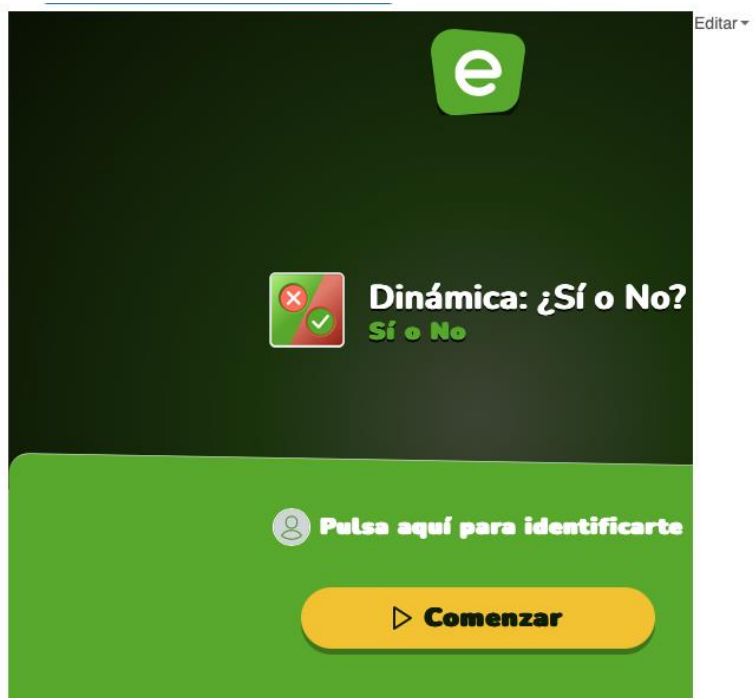 Editar
e
Dinámica: ¿Sí o No?
Sí o No
Pulsa aquí para identificarte
Comenzar